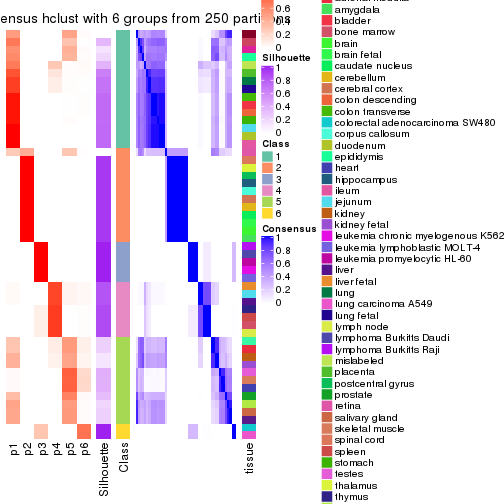 ensus hclust with 6 groups from 250 parti
0.6
0.4
0.2
0
Silhouette
1
0.8
0.6
0.4
0.2
0
Class
1
2
3
4
5
6
Consensus
1
0.8
0.6
0.4
0.2
0
p1
p2
p3
p4
p5
p6
Silhouette
Class
tissue
amygdala
bladder
bone marrow
brain
brain fetal
caudate nucleus
cerebellum
cerebral cortex
colon descending
colon transverse
colorectal adenocarcinoma SW480
corpus callosum
duodenum
epididymis
heart
hippocampus
ileum
jejunum
kidney
kidney fetal
leukemia chronic myelogenous K562
leukemia lymphoblastic MOLT-4
leukemia promyelocytic HL-60
liver
liver fetal
lung
lung carcinoma A549
lung fetal
lymph node
lymphoma Burkitts Daudi
lymphoma Burkitts Raji
mislabeled
placenta
postcentral gyrus
prostate
retina
salivary gland
skeletal muscle
spinal cord
spleen
stomach
testes
thalamus
thymus